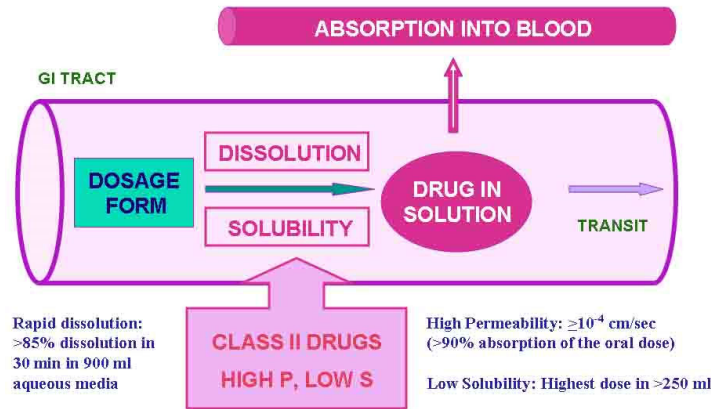 ABSORPTION INTO BLOOD
GI TRACT
DISSOLUTION
DOSAGE
FORM
DRUG IN
SOLUTION
SOLUBILITY
TRANSIT
Rapid dissolution:
>85% dissolution in
30 min in 900 ml
aqueous media
CLASS II DRUGS
HIGH P, LOW S
High Permeability: ≥10⁻⁴ cm/sec
(>90% absorption of the oral dose)
Low Solubility: Highest dose in >250 ml